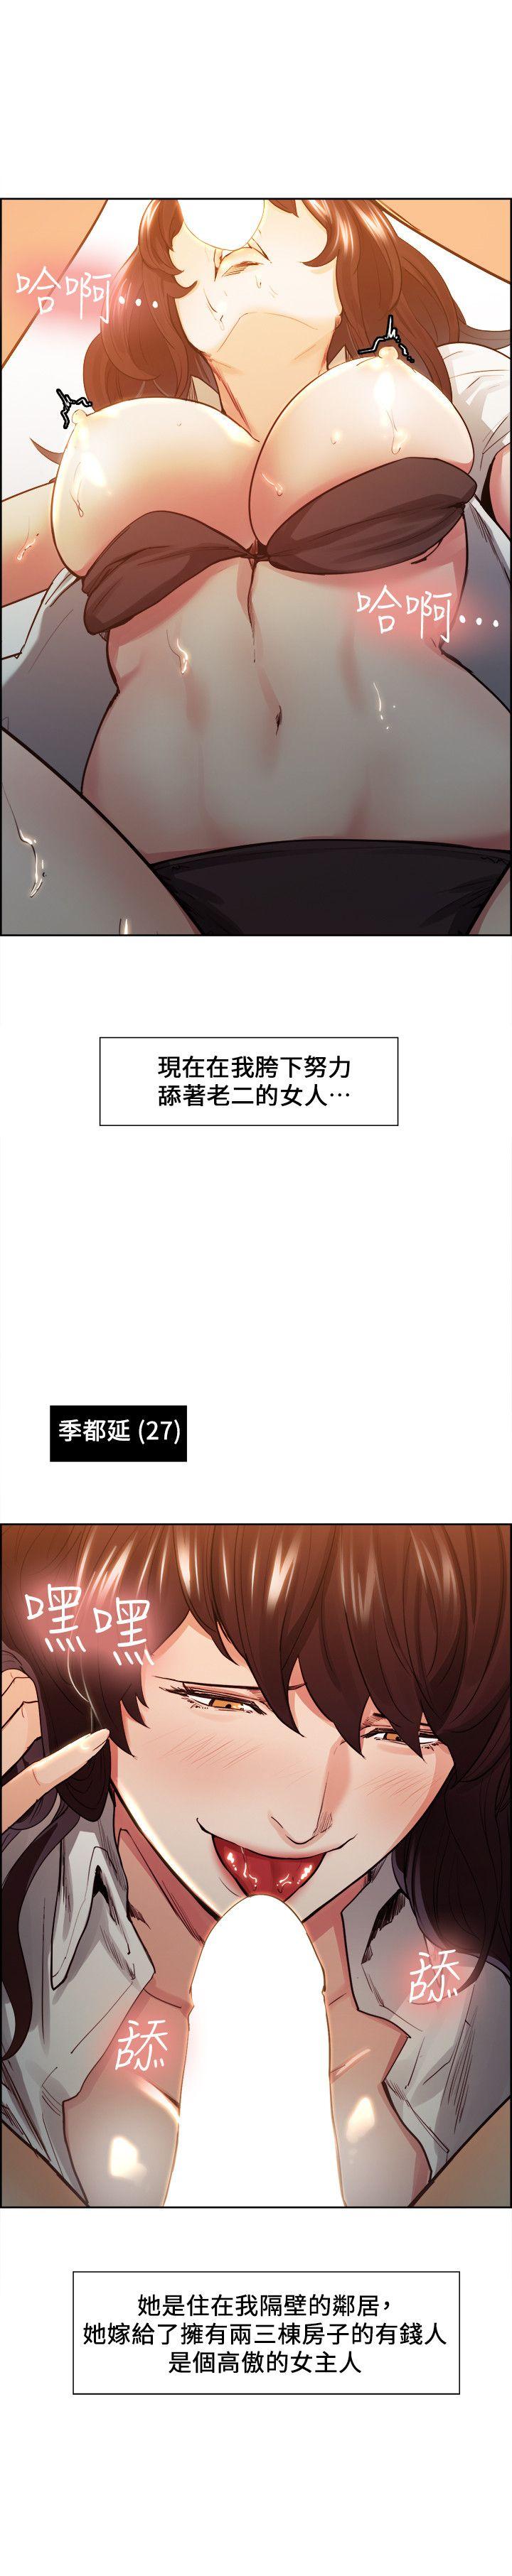 哈啊...
哈啊...
現在在我胯下努力
舔著老二的女人…
季都延 (27)
嘿嘿
舔
舔
她是住在我隔壁的鄰居，
她嫁給了擁有兩三棟房子的有錢人
是個高傲的女主人